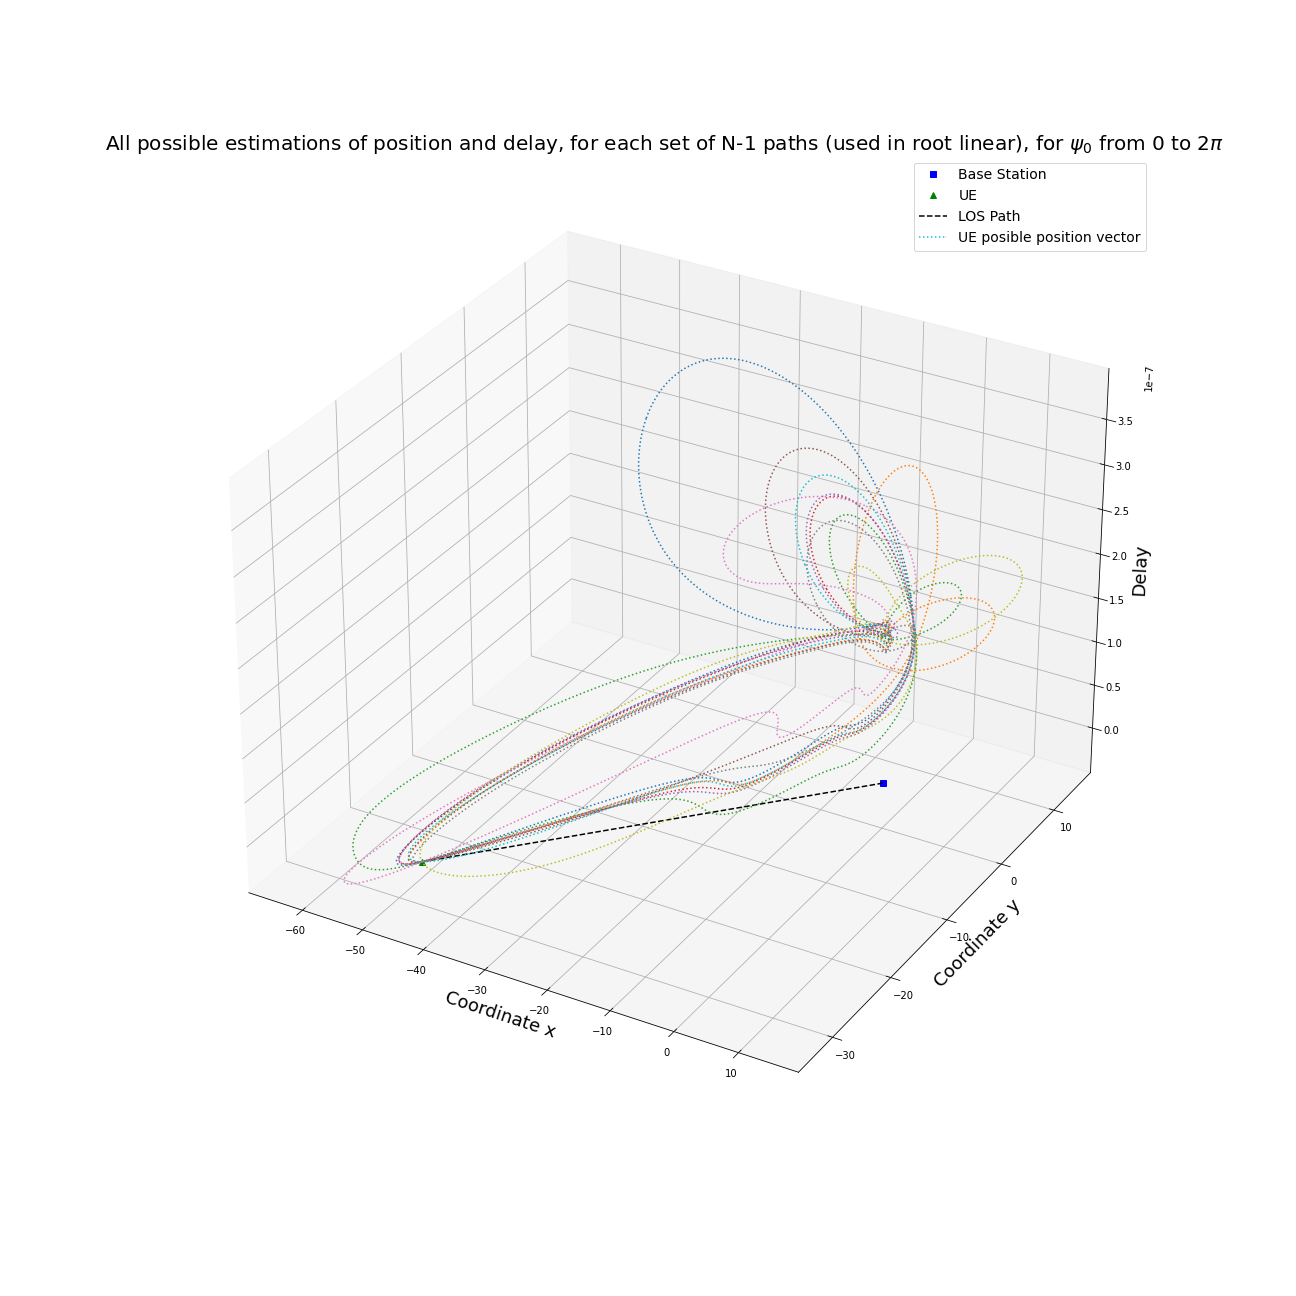 All possible estimations of position and delay, for each set of N-1 paths (used in root linear), for ψ₀ from 0 to 2π
Base Station
UE
LOS Path
UE posible position vector
1e−7
3.5
3.0
2.5
2.0
1.5
1.0
0.5
0.0
Delay
10
0
−10
−20
−30
Coordinate y
−60
−50
−40
−30
−20
−10
0
10
Coordinate x